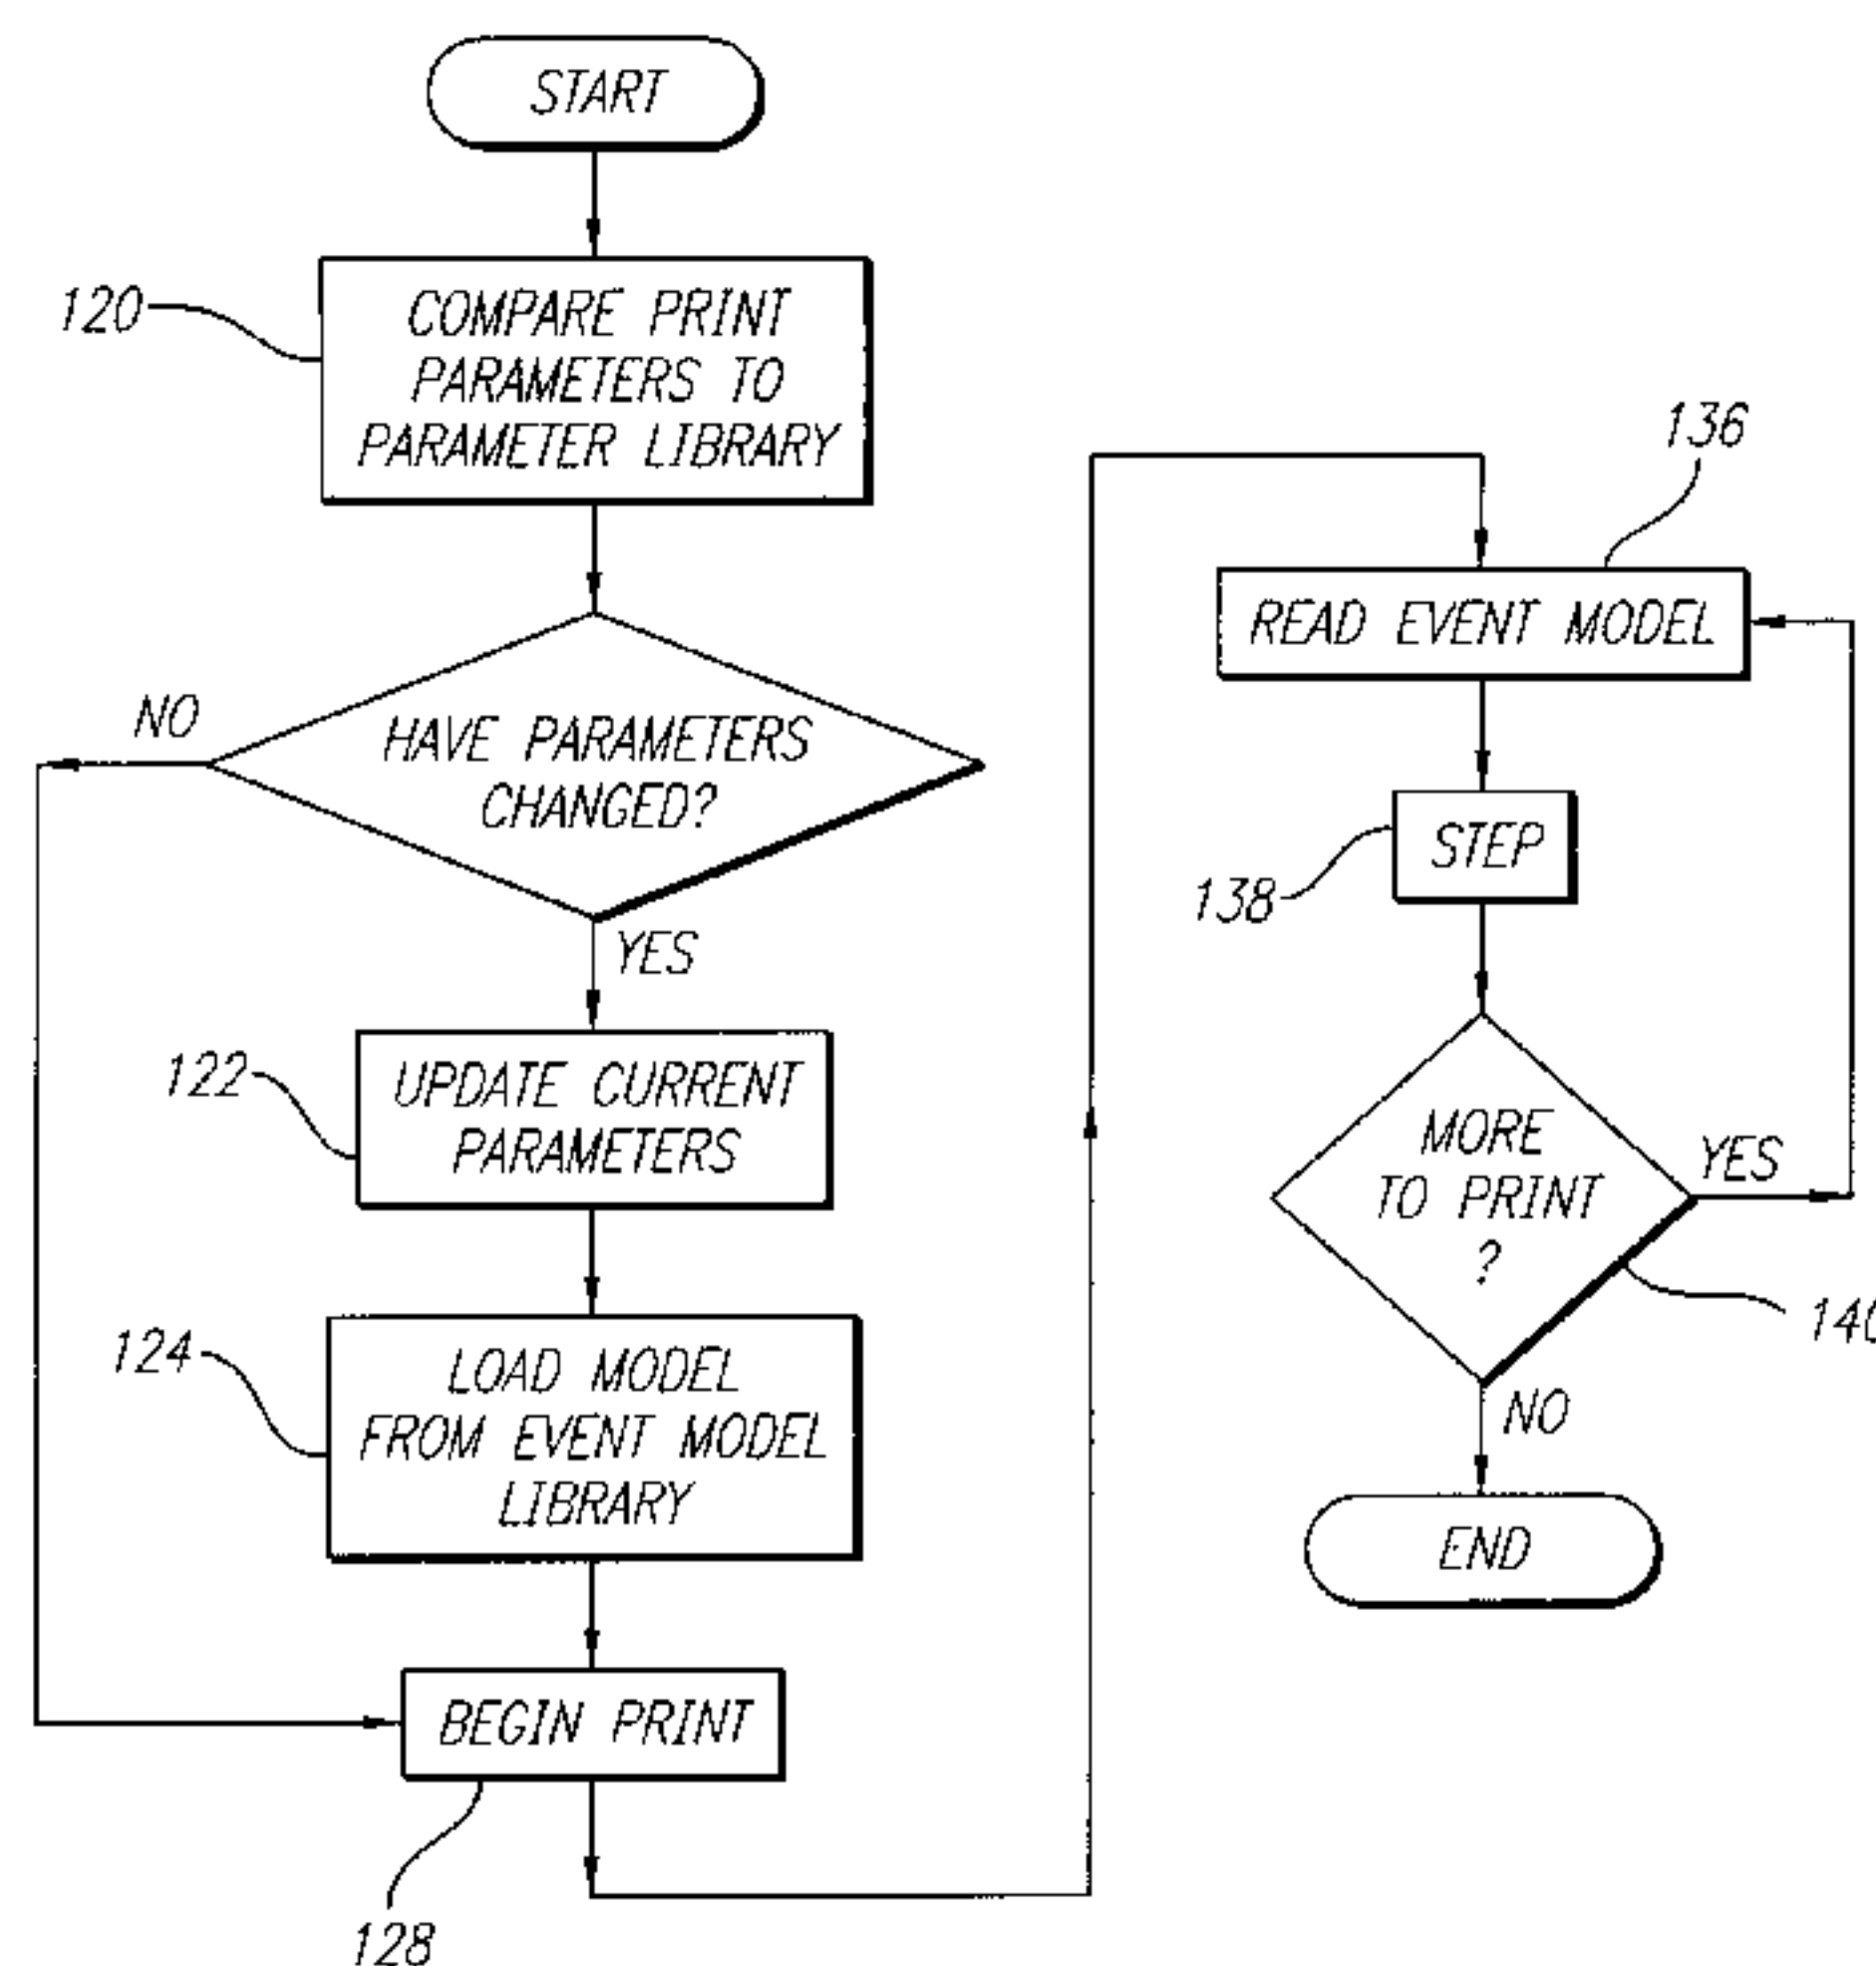 START
120
COMPARE PRINT
PARAMETERS TO
PARAMETER LIBRARY
NO
HAVE PARAMETERS
CHANGED?
YES
122
UPDATE CURRENT
PARAMETERS
124
LOAD MODEL
FROM EVENT MODEL
LIBRARY
BEGIN PRINT
128
136
READ EVENT MODEL
138
STEP
MORE
TO PRINT
?
YES
140
NO
END